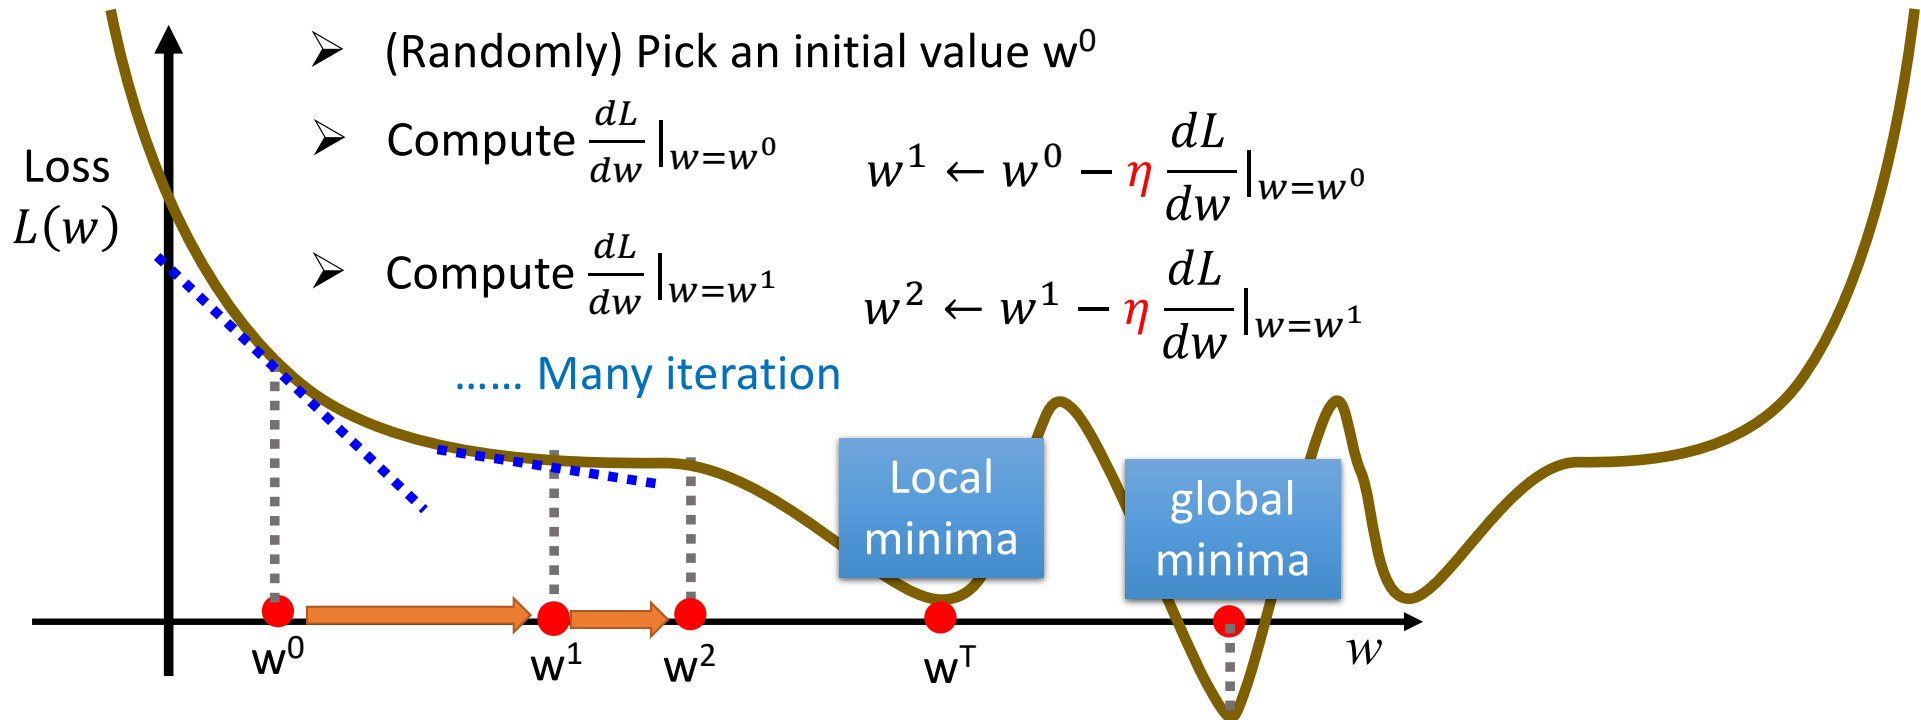 ➢ (Randomly) Pick an initial value w⁰
➢ Compute dL/dw |w=w⁰
w¹ ← w⁰ − η dL/dw |w=w⁰
Loss
L(w)
➢ Compute dL/dw |w=w¹
w² ← w¹ − η dL/dw |w=w¹
…… Many iteration
Local
minima
global
minima
w⁰
w¹
w²
wᵀ
w